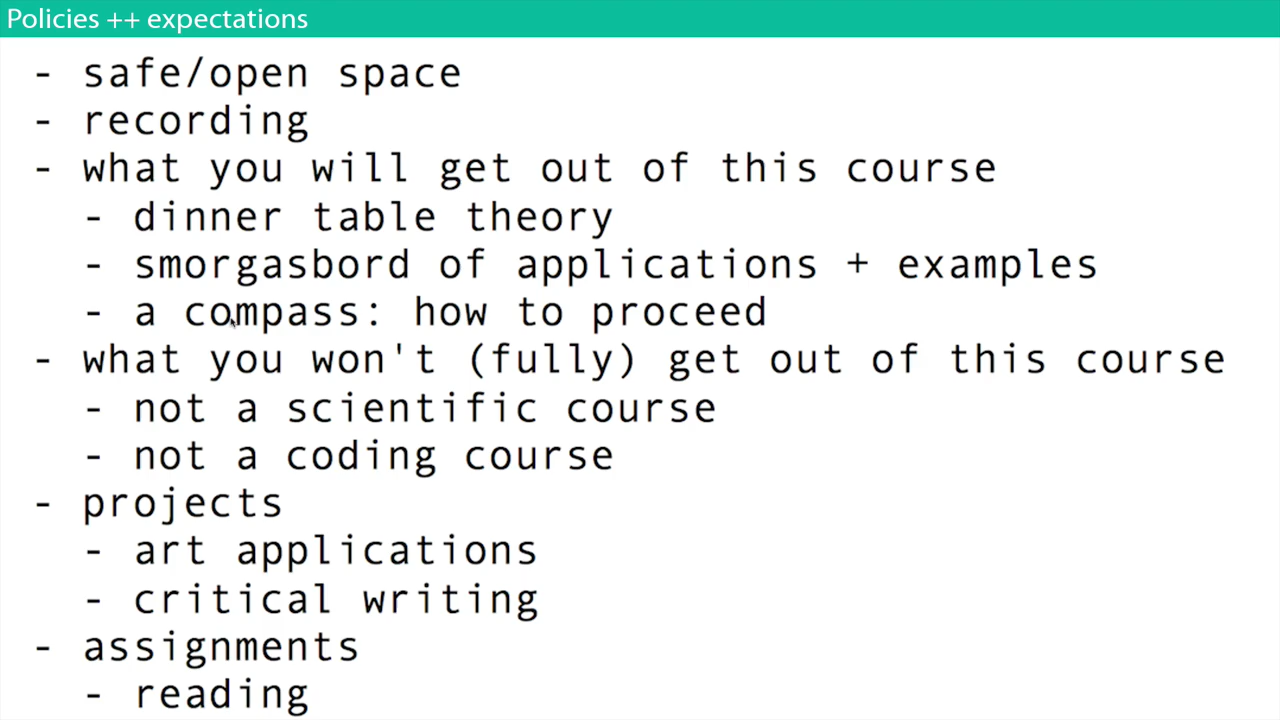 Policies ++ expectations
- safe/open space
- recording
- what you will get out of this course
- dinner table theory
- smorgasbord of applications + examples
- a compass: how to proceed
- what you won't (fully) get out of this course
- not a scientific course
- not a coding course
- projects
- art applications
- critical writing
- assignments
- reading